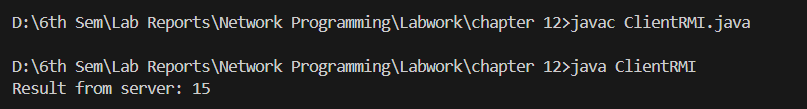 D:\6th Sem\Lab Reports\Network Programming\Labwork\chapter 12>javac ClientRMI.java
D:\6th Sem\Lab Reports\Network Programming\Labwork\chapter 12>java ClientRMI
Result from server: 15